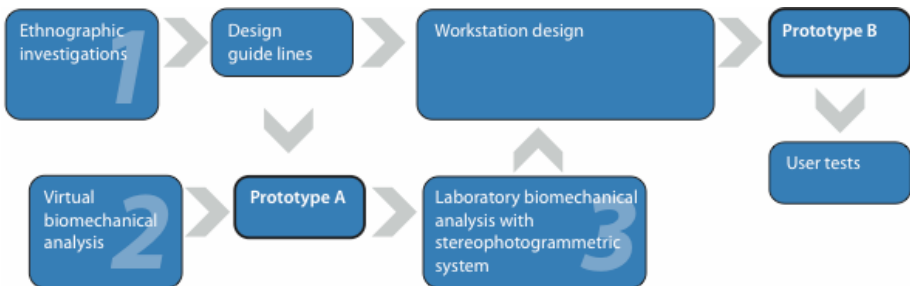 Ethnographic
investigations
1
Design
guide lines
Workstation design
Prototype B
User tests
Virtual
biomechanical
analysis
2
Prototype A
Laboratory biomechanical
analysis with
stereophotogrammetric
system
3